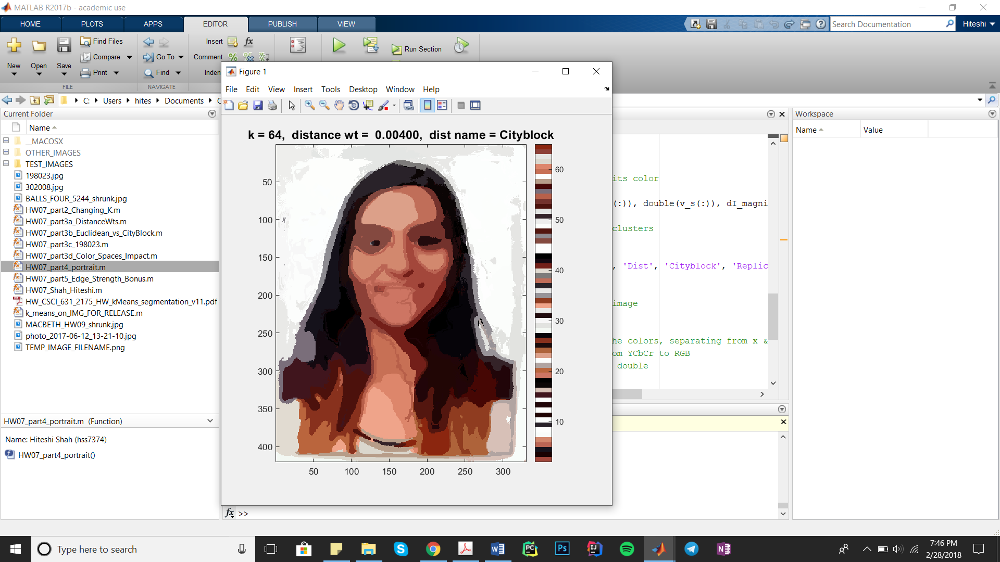 MATLAB R2017b - academic use
HOME PLOTS APPS EDITOR PUBLISH VIEW
Search Documentation
Hiteshi
New
Open
Save
Find Files
Compare
Print
FILE
Go To
Find
NAVIGATE
Insert
Comment
Inden
Run Section
C: Users hites Documents
Current Folder
Name
__MACOSX
OTHER_IMAGES
TEST_IMAGES
198023.jpg
302008.jpg
BALLS_FOUR_5244_shrunk.jpg
HW07_part2_Changing_K.m
HW07_part3a_DistanceWts.m
HW07_part3b_Euclidean_vs_CityBlock.m
HW07_part3c_198023.m
HW07_part3d_Color_Spaces_Impact.m
HW07_part4_portrait.m
HW07_part5_Edge_Strength_Bonus.m
HW07_Shah_Hiteshi.m
HW_CSCI_631_2175_HW_kMeans_segmentation_v11.pdf
k_means_on_IMG_FOR_RELEASE.m
MACBETH_HW09_shrunk.jpg
photo_2017-06-12_13-21-10.jpg
TEMP_IMAGE_FILENAME.png
HW07_part4_portrait.m (Function)
Name: Hiteshi Shah (hss7374)
HW07_part4_portrait()
Figure 1
File Edit View Insert Tools Desktop Window Help
k = 64, distance wt = 0.00400, dist name = Cityblock
50
100
150
200
250
300
350
400
50 100 150 200 250 300
60
50
40
30
20
10
its color
(:)), double(v_s(:)), dI_magni
clusters
, 'Dist', 'Cityblock', 'Replic
image
he colors, separating from x &
om YCbCr to RGB
double
fx >>
Workspace
Name Value
Type here to search
7:46 PM
2/28/2018